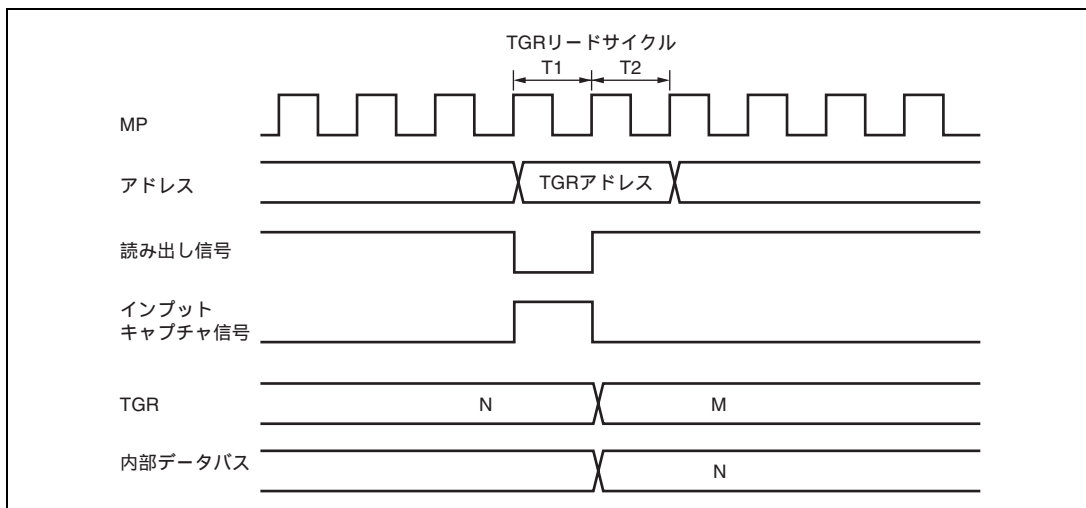 TGRリードサイクル
T1 T2
MP
アドレス TGRアドレス
読み出し信号
インプット
キャプチャ信号
TGR N M
内部データバス N